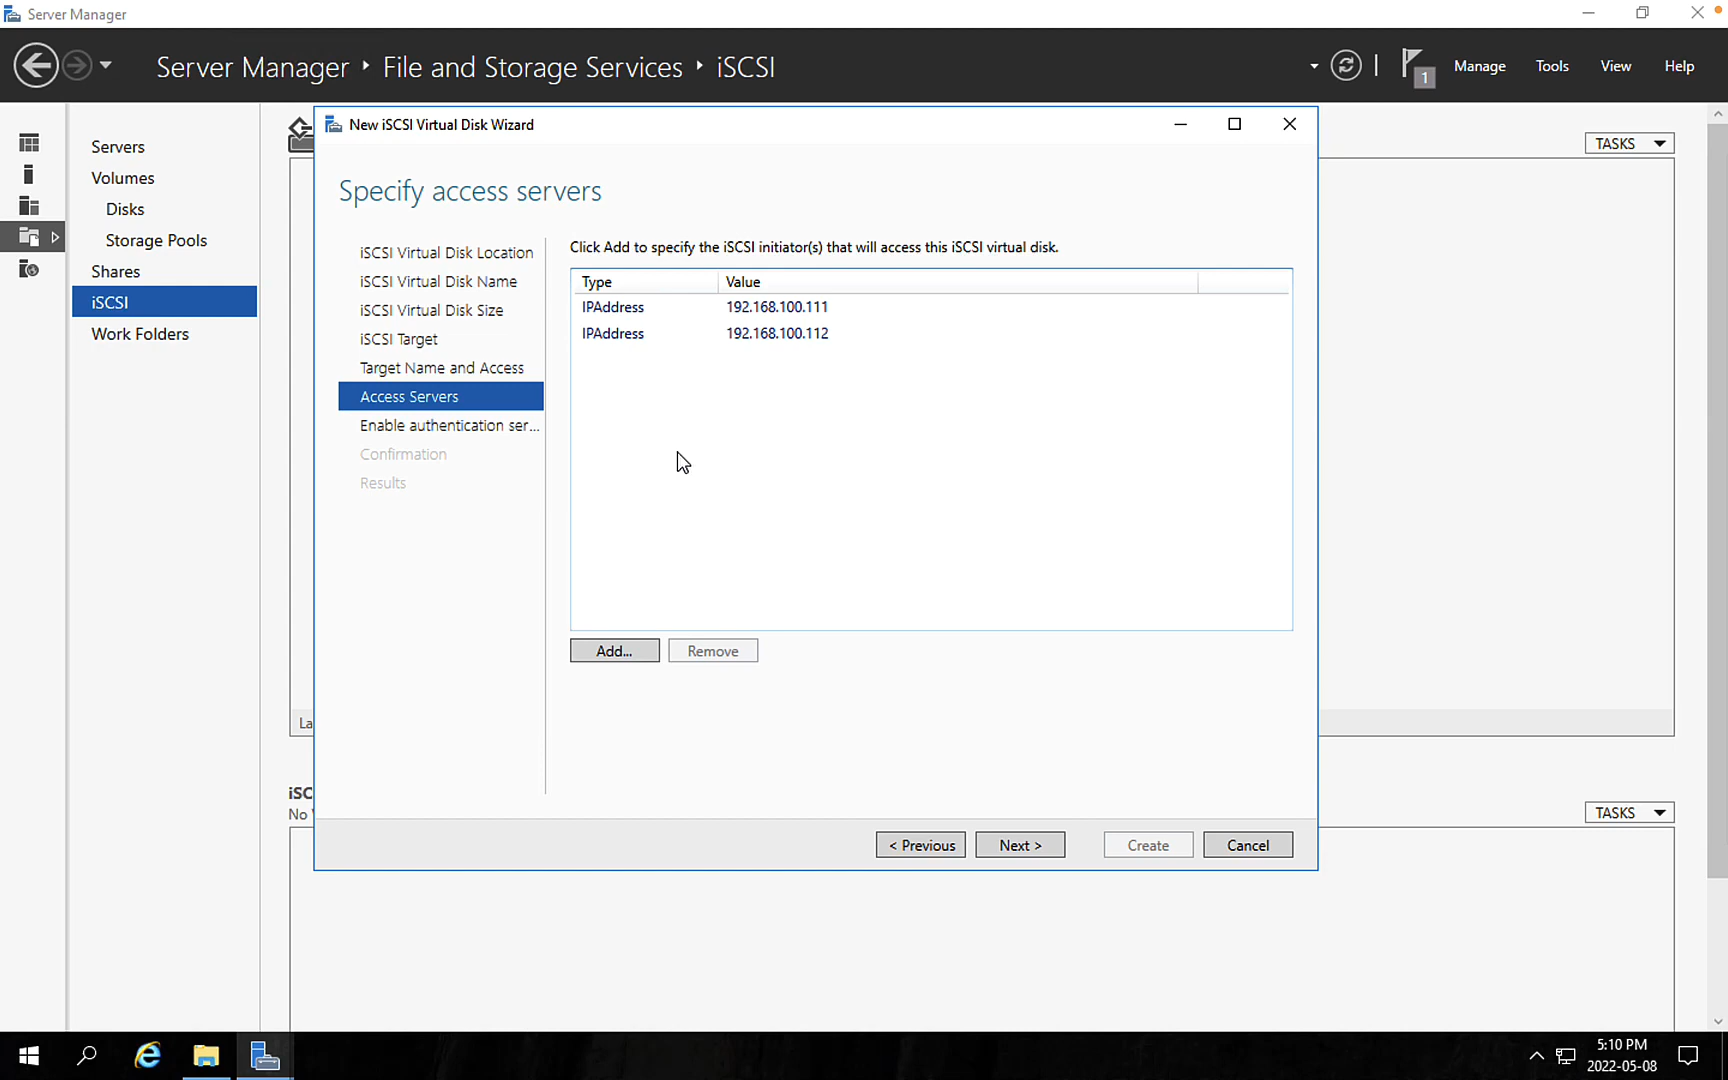 Server Manager
Server Manager ‣ File and Storage Services ‣ iSCSI
1
Manage
Tools
View
Help
Servers
Volumes
Disks
Storage Pools
Shares
iSCSI
Work Folders
TASKS
New iSCSI Virtual Disk Wizard
Specify access servers
iSCSI Virtual Disk Location
iSCSI Virtual Disk Name
iSCSI Virtual Disk Size
iSCSI Target
Target Name and Access
Access Servers
Enable authentication ser...
Confirmation
Results
Click Add to specify the iSCSI initiator(s) that will access this iSCSI virtual disk.
Type Value
IPAddress 192.168.100.111
IPAddress 192.168.100.112
Add... Remove
La
iSC
No
TASKS
< Previous Next > Create Cancel
5:10 PM
2022-05-08